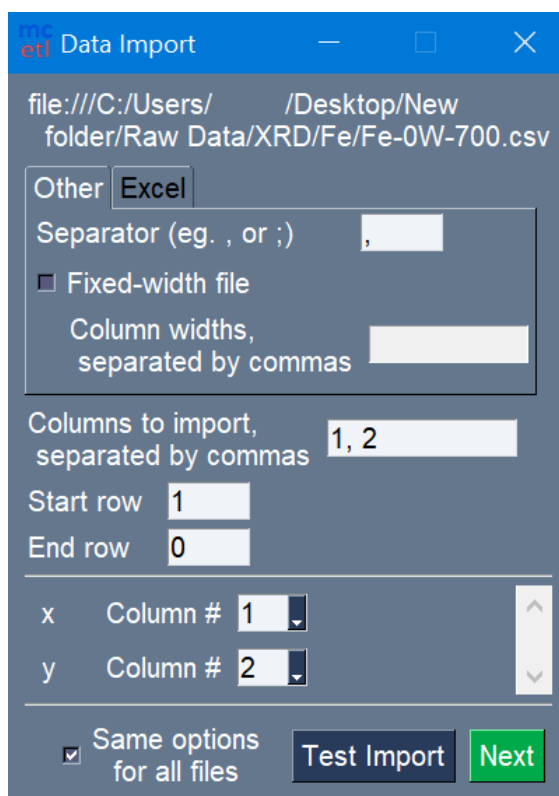 mc
etl Data Import
file:///C:/Users/ /Desktop/New
folder/Raw Data/XRD/Fe/Fe-0W-700.csv
Other Excel
Separator (eg. , or ;) ,
Fixed-width file
Column widths,
separated by commas
Columns to import,
separated by commas 1, 2
Start row 1
End row 0
x Column # 1
y Column # 2
Same options
for all files
Test Import Next